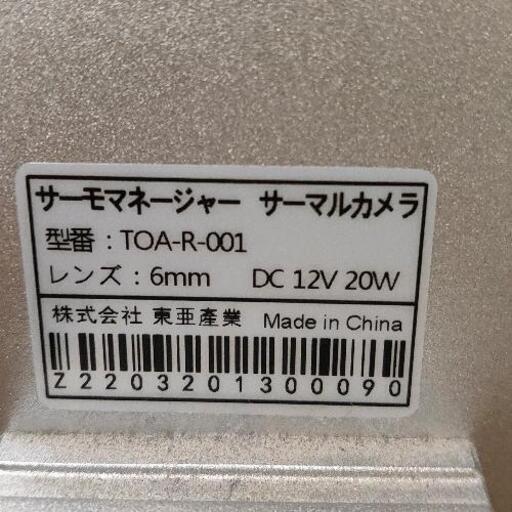 サーモマネージャー サーマルカメラ
型番：TOA-R-001
レンズ：6mm DC 12V 20W
株式会社 東亜産業 Made in China
Z2203201300090